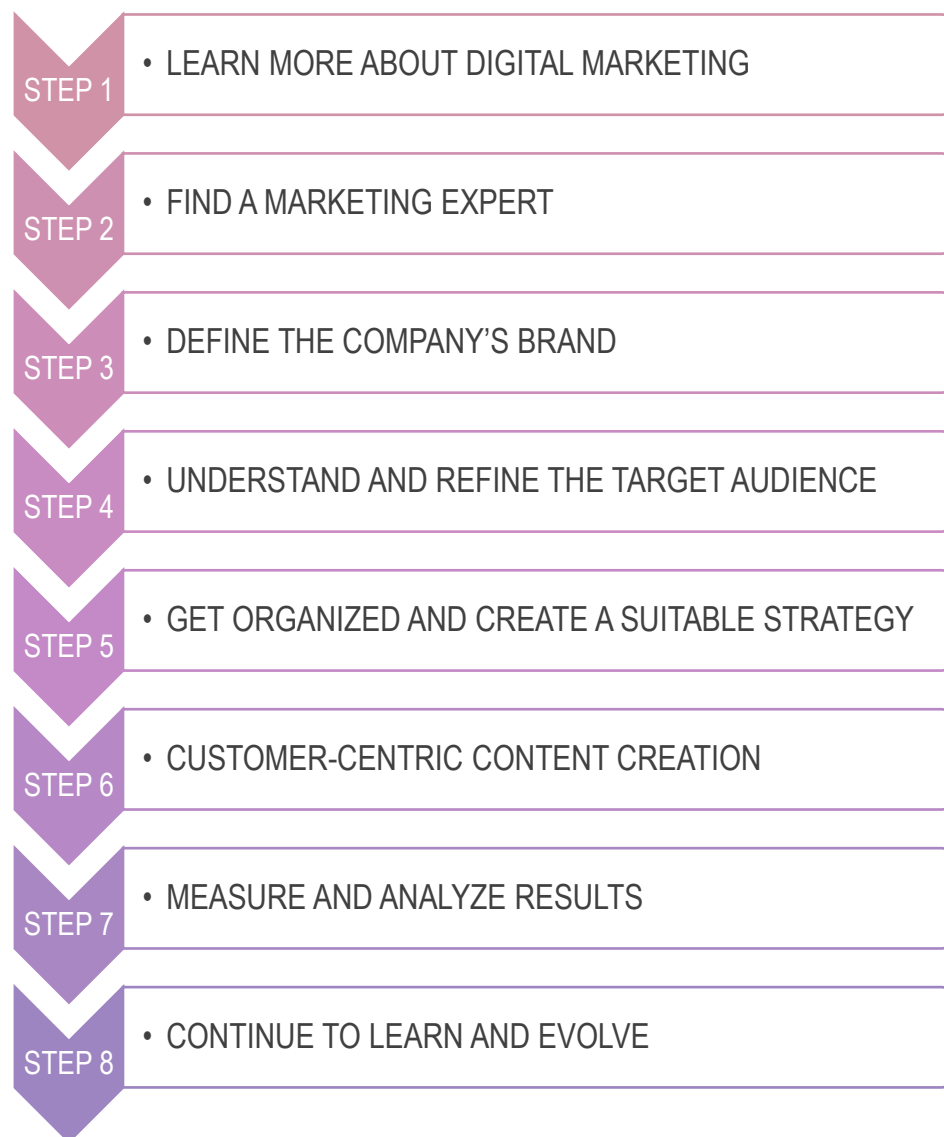 STEP 1
• LEARN MORE ABOUT DIGITAL MARKETING
STEP 2
• FIND A MARKETING EXPERT
STEP 3
• DEFINE THE COMPANY’S BRAND
STEP 4
• UNDERSTAND AND REFINE THE TARGET AUDIENCE
STEP 5
• GET ORGANIZED AND CREATE A SUITABLE STRATEGY
STEP 6
• CUSTOMER-CENTRIC CONTENT CREATION
STEP 7
• MEASURE AND ANALYZE RESULTS
STEP 8
• CONTINUE TO LEARN AND EVOLVE